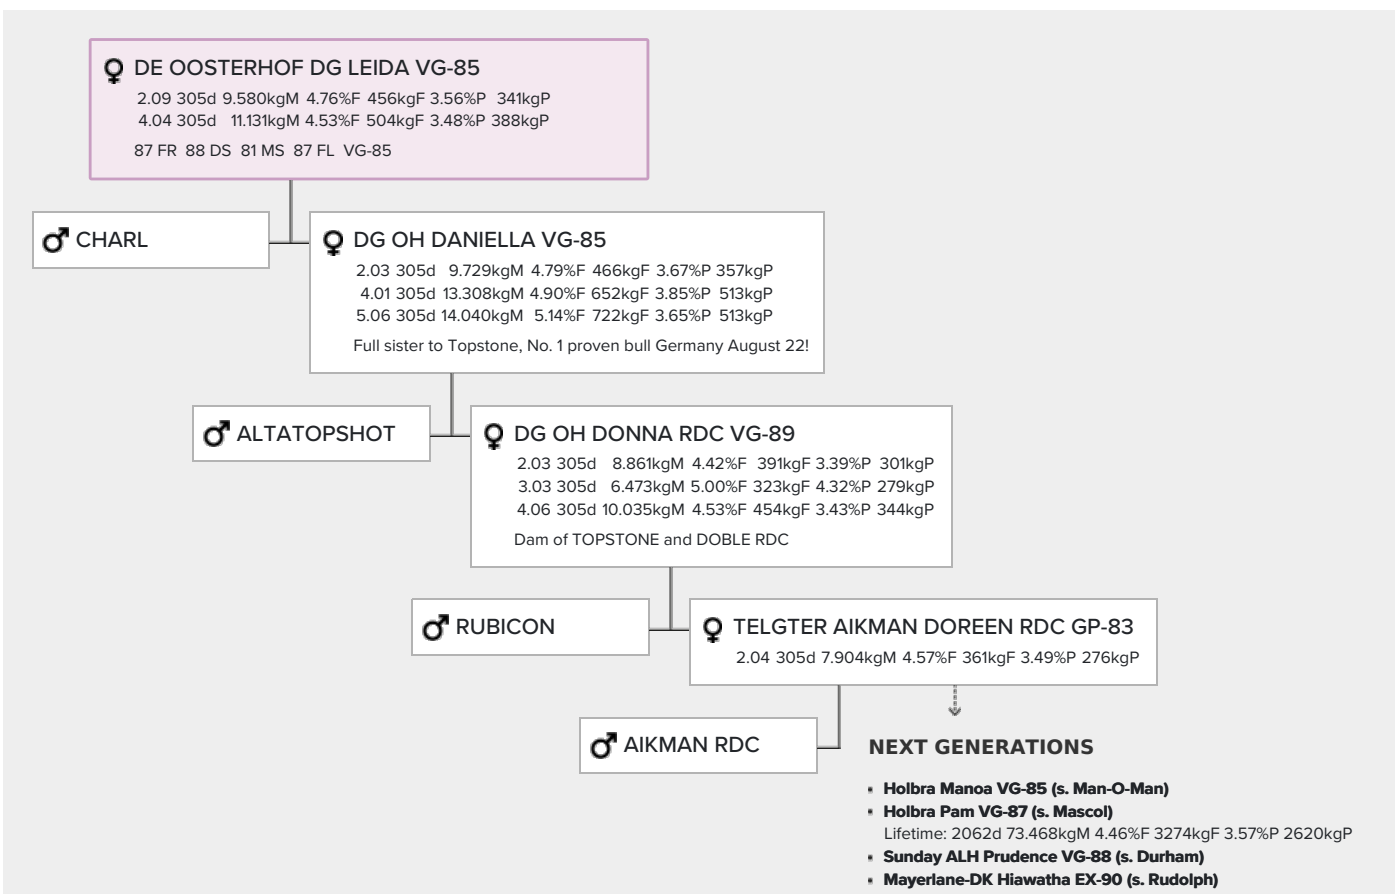 DE OOSTERHOF DG LEIDA VG-85
2.09 305d 9.580kgM 4.76%F 456kgF 3.56%P 341kgP
4.04 305d 11.131kgM 4.53%F 504kgF 3.48%P 388kgP
87 FR 88 DS 81 MS 87 FL VG-85
CHARL
DG OH DANIELLA VG-85
2.03 305d 9.729kgM 4.79%F 466kgF 3.67%P 357kgP
4.01 305d 13.308kgM 4.90%F 652kgF 3.85%P 513kgP
5.06 305d 14.040kgM 5.14%F 722kgF 3.65%P 513kgP
Full sister to Topstone, No. 1 proven bull Germany August 22!
ALTATOPSHOT
DG OH DONNA RDC VG-89
2.03 305d 8.861kgM 4.42%F 391kgF 3.39%P 301kgP
3.03 305d 6.473kgM 5.00%F 323kgF 4.32%P 279kgP
4.06 305d 10.035kgM 4.53%F 454kgF 3.43%P 344kgP
Dam of TOPSTONE and DOBLE RDC
RUBICON
TELGTER AIKMAN DOREEN RDC GP-83
2.04 305d 7.904kgM 4.57%F 361kgF 3.49%P 276kgP
AIKMAN RDC
NEXT GENERATIONS
Holbra Manoa VG-85 (s. Man-O-Man)
Holbra Pam VG-87 (s. Mascol)
Lifetime: 2062d 73.468kgM 4.46%F 3274kgF 3.57%P 2620kgP
Sunday ALH Prudence VG-88 (s. Durham)
Mayerlane-DK Hiawatha EX-90 (s. Rudolph)